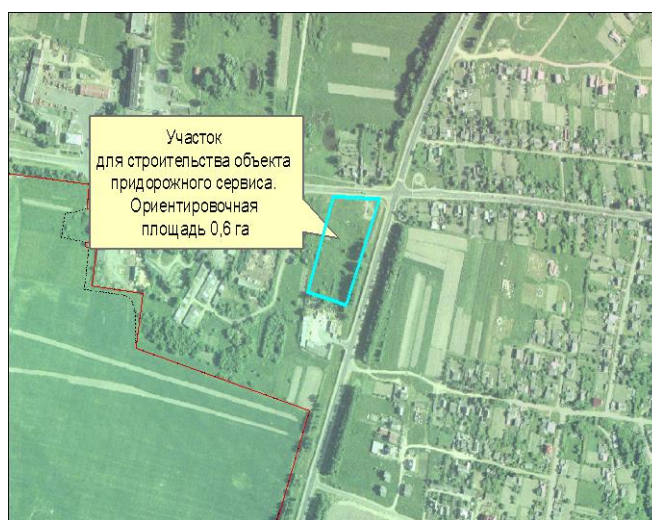 Участок
для строительства объекта
придорожного сервиса.
Ориентировочная
площадь 0,6 га